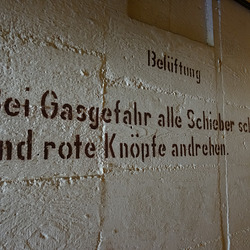 Belüftung
ei Gasgefahr alle Schieber sch
nd rote Knöpfe andrehen.